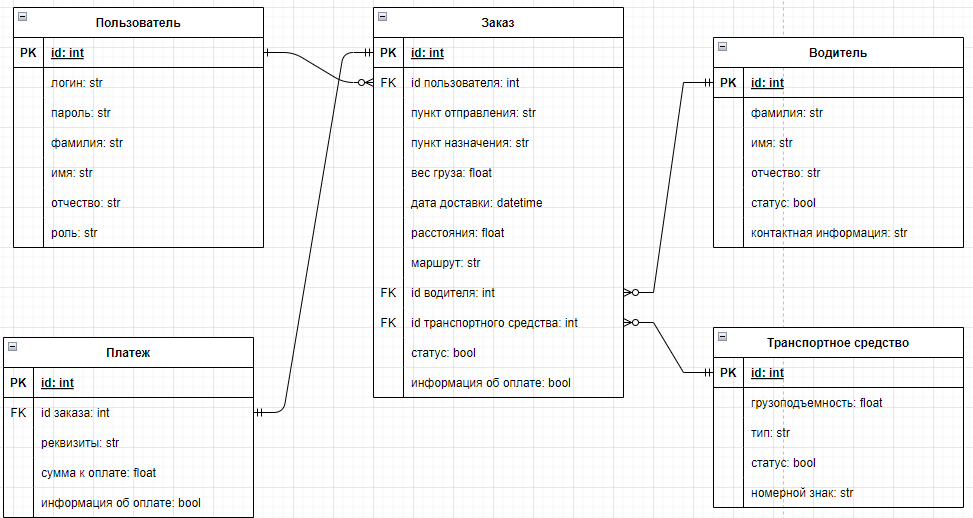 Пользователь
PK id: int
логин: str
пароль: str
фамилия: str
имя: str
отчество: str
роль: str
Заказ
PK id: int
FK id пользователя: int
пункт отправления: str
пункт назначения: str
вес груза: float
дата доставки: datetime
расстояния: float
маршрут: str
FK id водителя: int
FK id транспортного средства: int
статус: bool
информация об оплате: bool
Водитель
PK id: int
фамилия: str
имя: str
отчество: str
статус: bool
контактная информация: str
Платеж
PK id: int
FK id заказа: int
реквизиты: str
сумма к оплате: float
информация об оплате: bool
Транспортное средство
PK id: int
грузоподъемность: float
тип: str
статус: bool
номерной знак: str